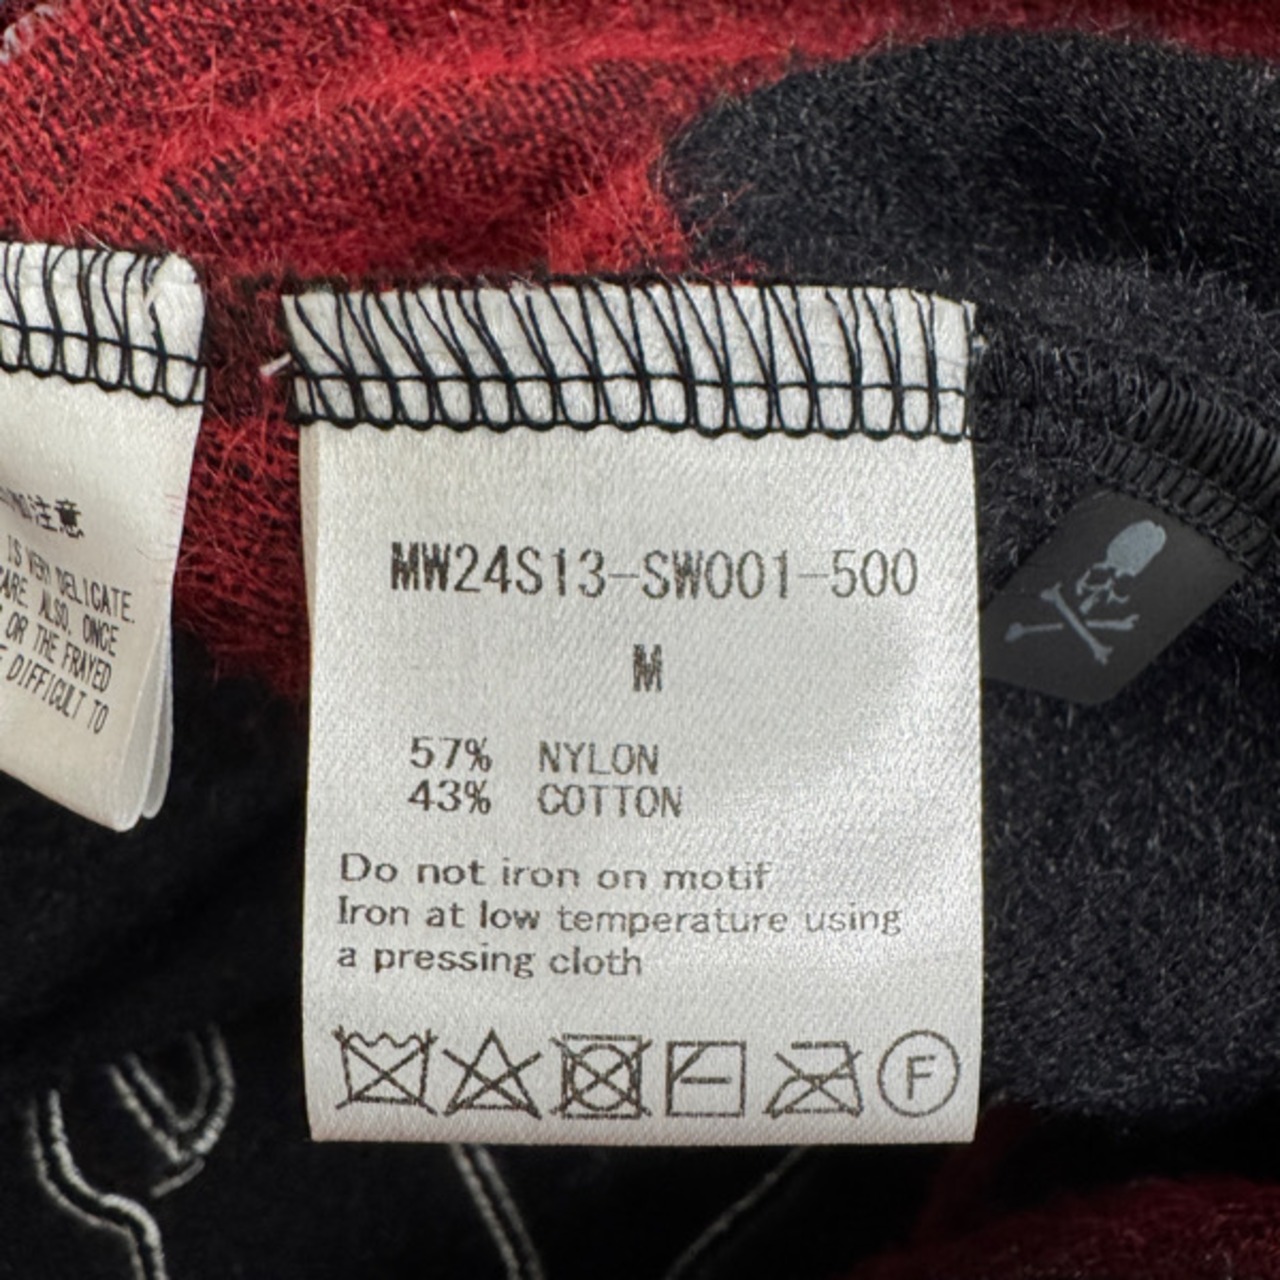 注意
IS VERY DELICATE.
CARE. ALSO, ONCE
OR THE FRAYED
DIFFICULT TO
MW24S13-SW001-500
M
57% NYLON
43% COTTON
Do not iron on motif
Iron at low temperature using
a pressing cloth
F